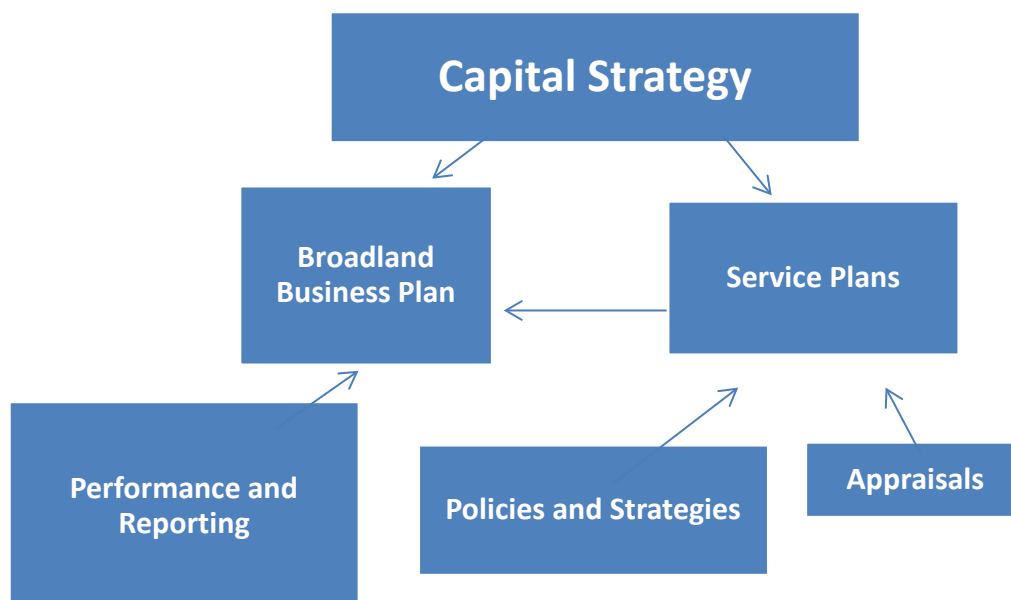 Capital Strategy
Broadland
Business Plan
Service Plans
Performance and
Reporting
Policies and Strategies
Appraisals